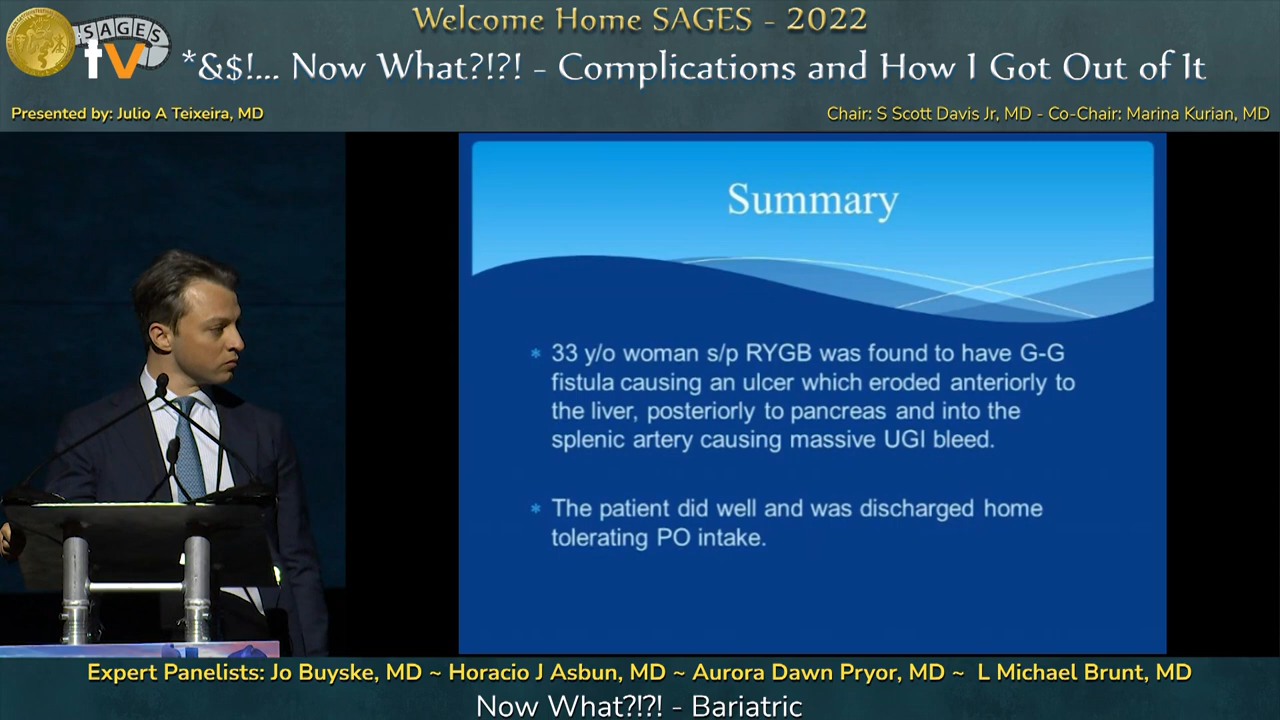 Welcome Home SAGES - 2022
SAGES
tv
*&$!... Now What?!?! - Complications and How I Got Out of It
Presented by: Julio A Teixeira, MD
Chair: S Scott Davis Jr, MD - Co-Chair: Marina Kurian, MD
Summary
* 33 y/o woman s/p RYGB was found to have G-G
fistula causing an ulcer which eroded anteriorly to
the liver, posteriorly to pancreas and into the
splenic artery causing massive UGI bleed.
* The patient did well and was discharged home
tolerating PO intake.
Expert Panelists: Jo Buyske, MD ~ Horacio J Asbun, MD ~ Aurora Dawn Pryor, MD ~ L Michael Brunt, MD
Now What?!?! - Bariatric